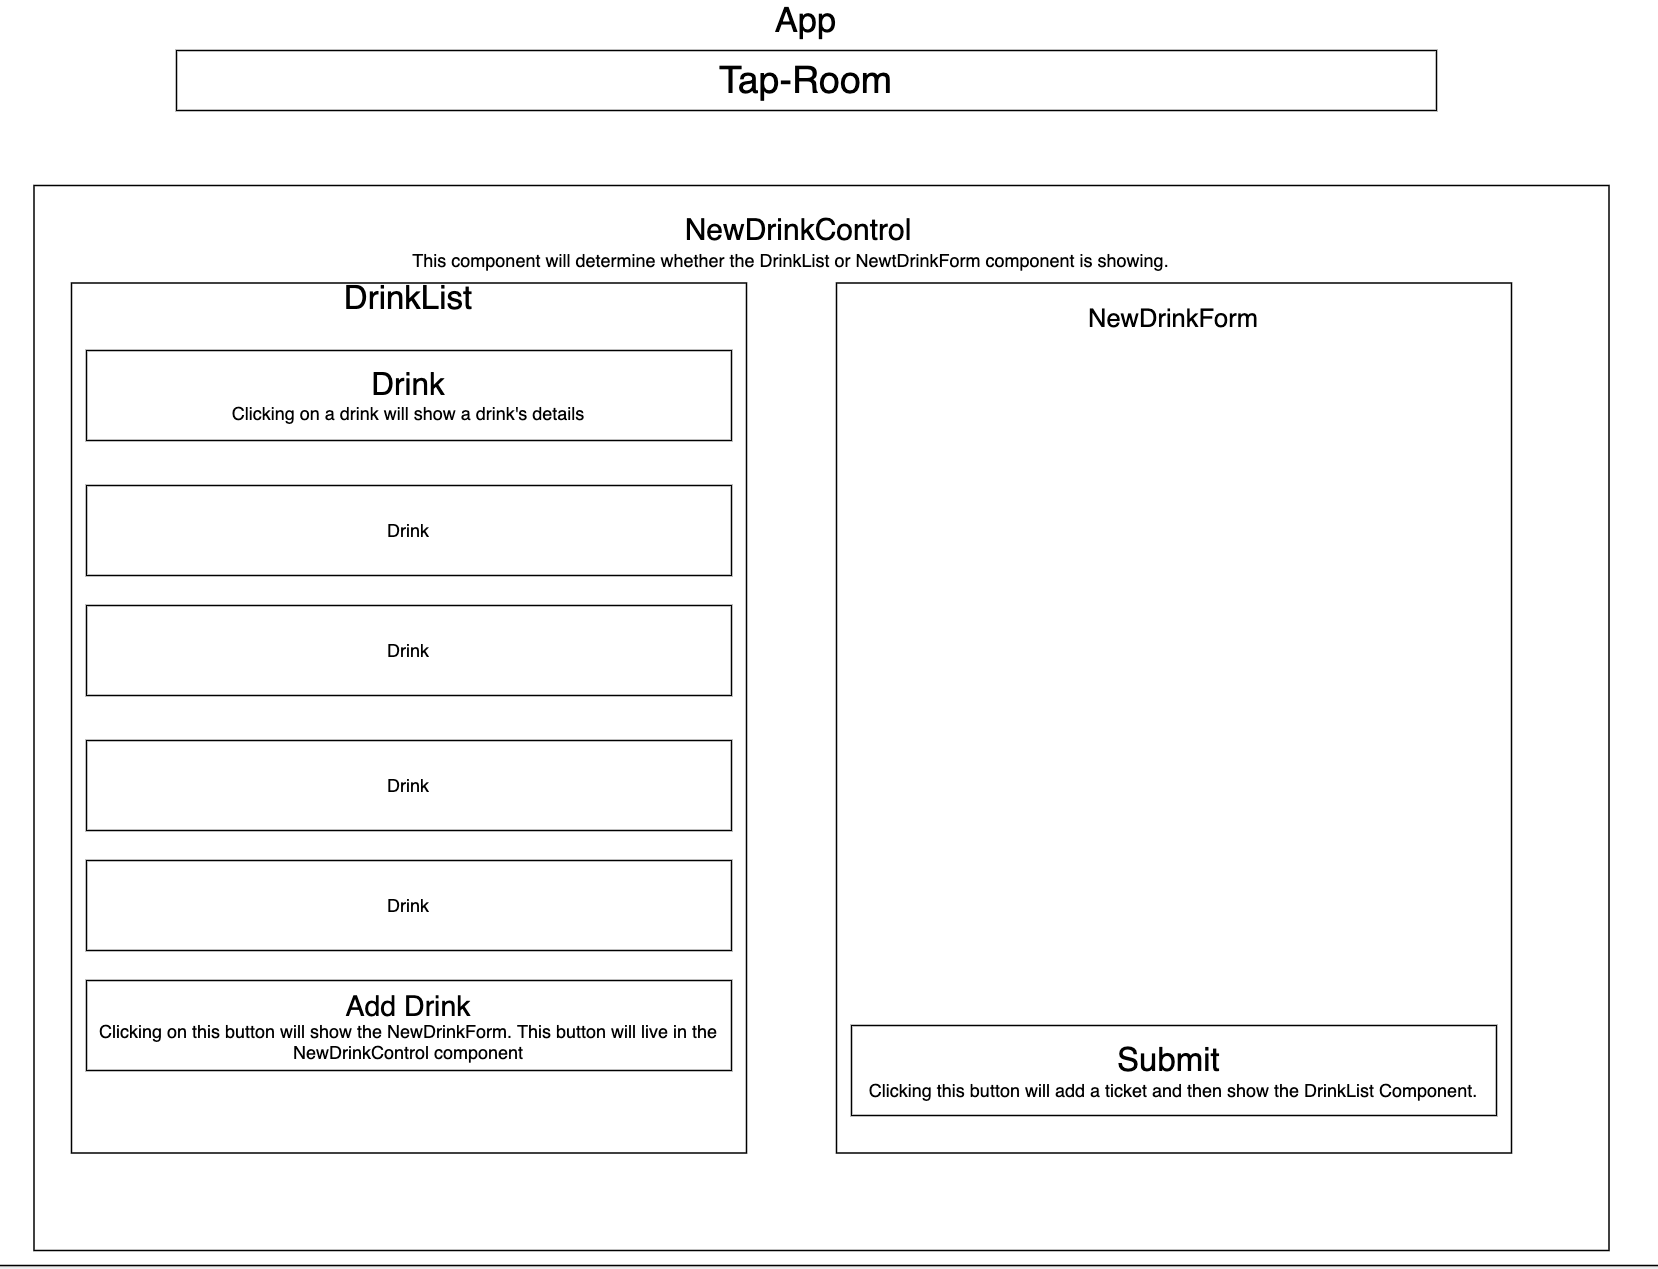 App
Tap-Room
NewDrinkControl
This component will determine whether the DrinkList or NewtDrinkForm component is showing.
DrinkList
Drink
Clicking on a drink will show a drink's details
Drink
Drink
Drink
Drink
Add Drink
Clicking on this button will show the NewDrinkForm. This button will live in the
NewDrinkControl component
NewDrinkForm
Submit
Clicking this button will add a ticket and then show the DrinkList Component.